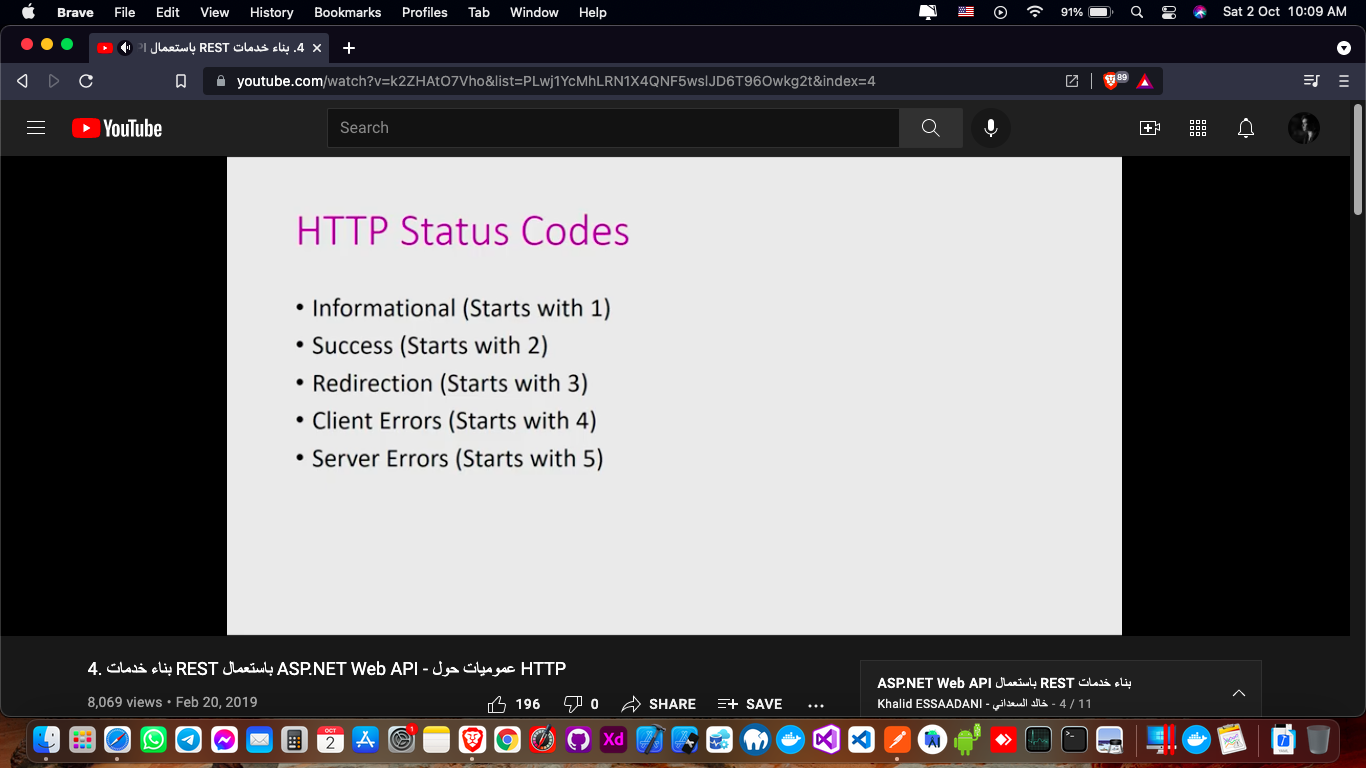 Brave File Edit View History Bookmarks Profiles Tab Window Help 91% Sat 2 Oct 10:09 AM
4. بناء خدمات REST باستعمال
youtube.com/watch?v=k2ZHAtO7Vho&list=PLwj1YcMhLRN1X4QNF5wslJD6T96Owkg2t&index=4 89
YouTube
Search
HTTP Status Codes
• Informational (Starts with 1)
• Success (Starts with 2)
• Redirection (Starts with 3)
• Client Errors (Starts with 4)
• Server Errors (Starts with 5)
4. بناء خدمات REST باستعمال ASP.NET Web API - عموميات حول HTTP
8,069 views • Feb 20, 2019
196 0 SHARE SAVE
بناء خدمات REST باستعمال ASP.NET Web API
Khalid ESSAADANI - خالد السعداني - 4 / 11
OCT
2
1
Xd